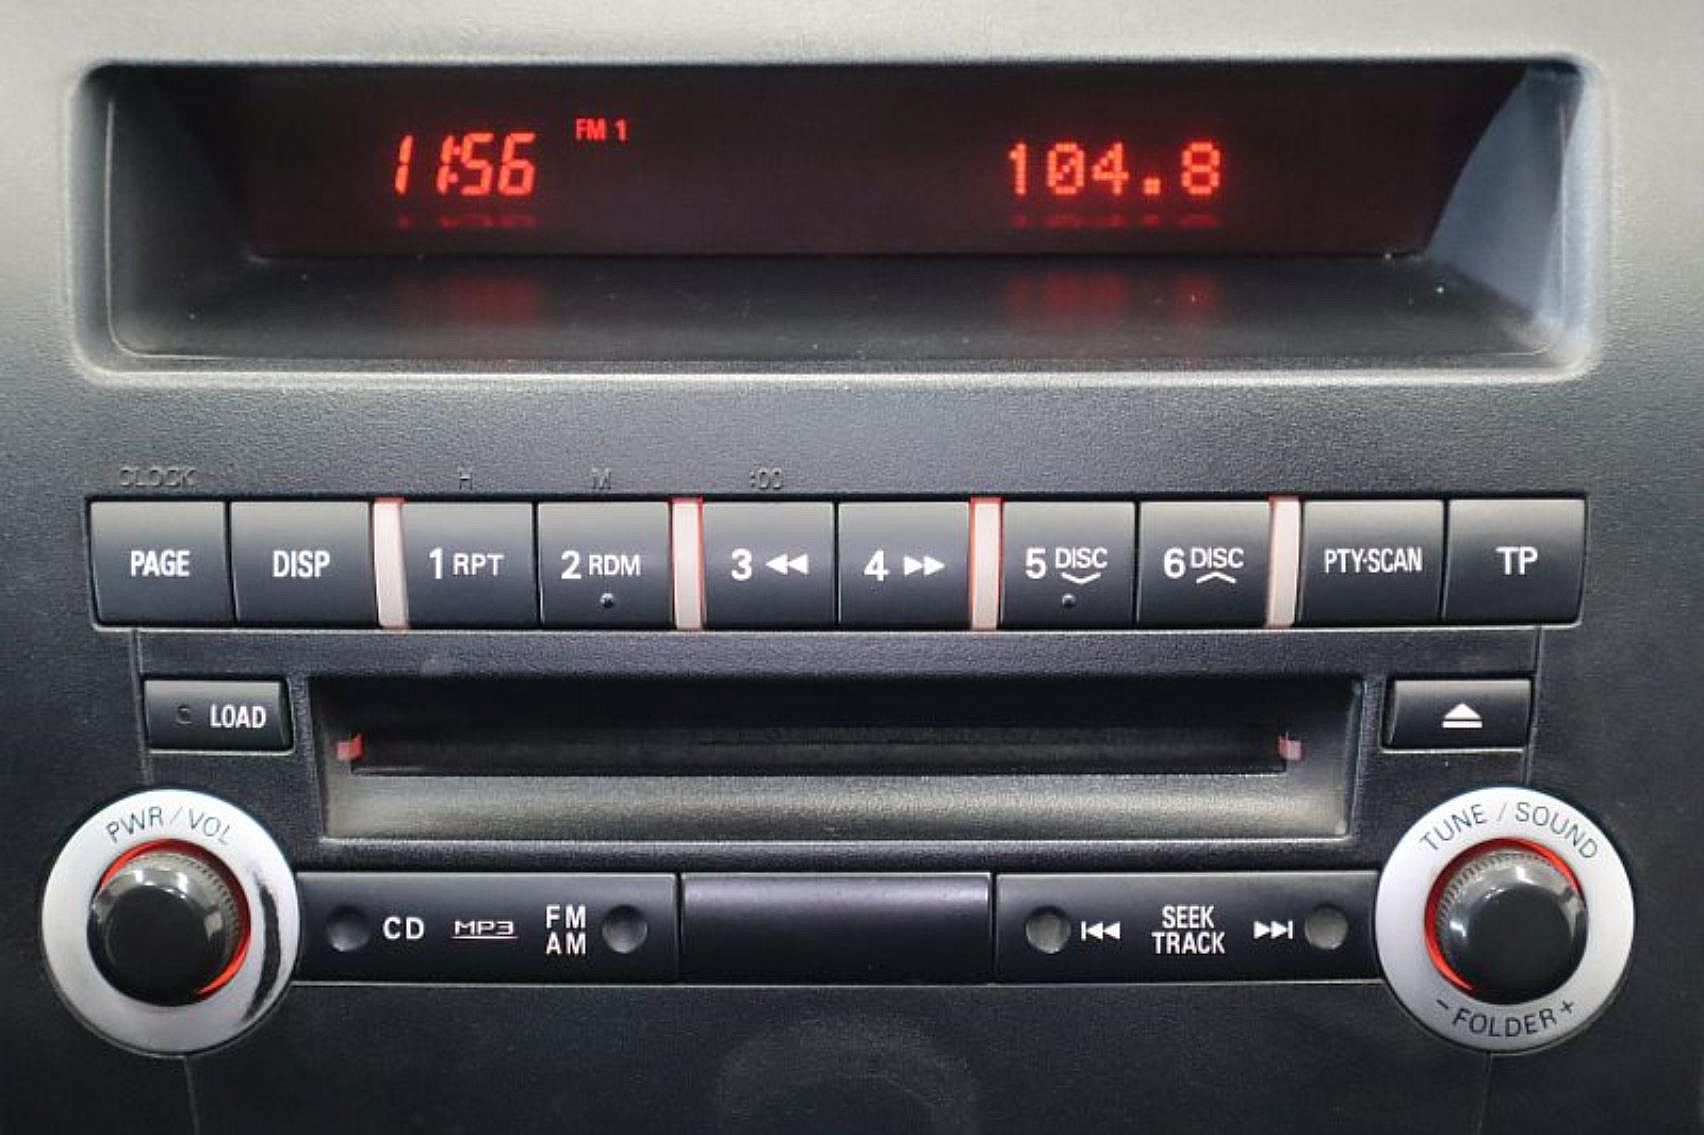 11:56 FM 1 104.8
CLOCK H M :00
PAGE DISP 1 RPT 2 RDM 3 4 5 DISC 6 DISC PTY·SCAN TP
LOAD
PWR / VOL
TUNE / SOUND
CD MP3 FM AM
SEEK TRACK
- FOLDER +